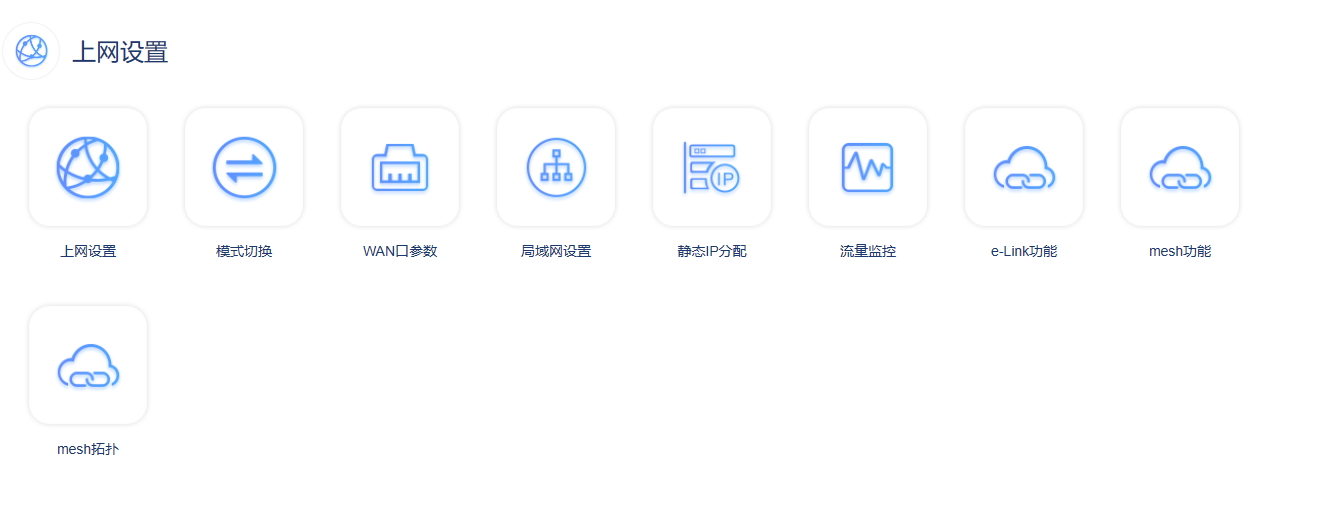 上网设置
上网设置
模式切换
WAN口参数
局域网设置
IP
静态IP分配
流量监控
e-Link功能
mesh功能
mesh拓扑